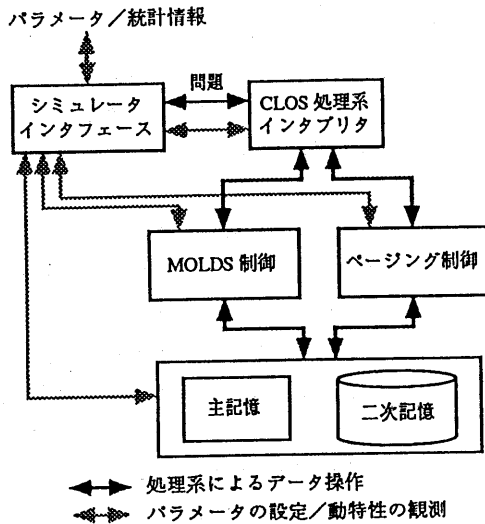 パラメータ／統計情報
問題
シミュレータ
インタフェース
CLOS 処理系
インタプリタ
MOLDS 制御
ページング制御
主記憶
二次記憶
処理系によるデータ操作
パラメータの設定／動特性の観測